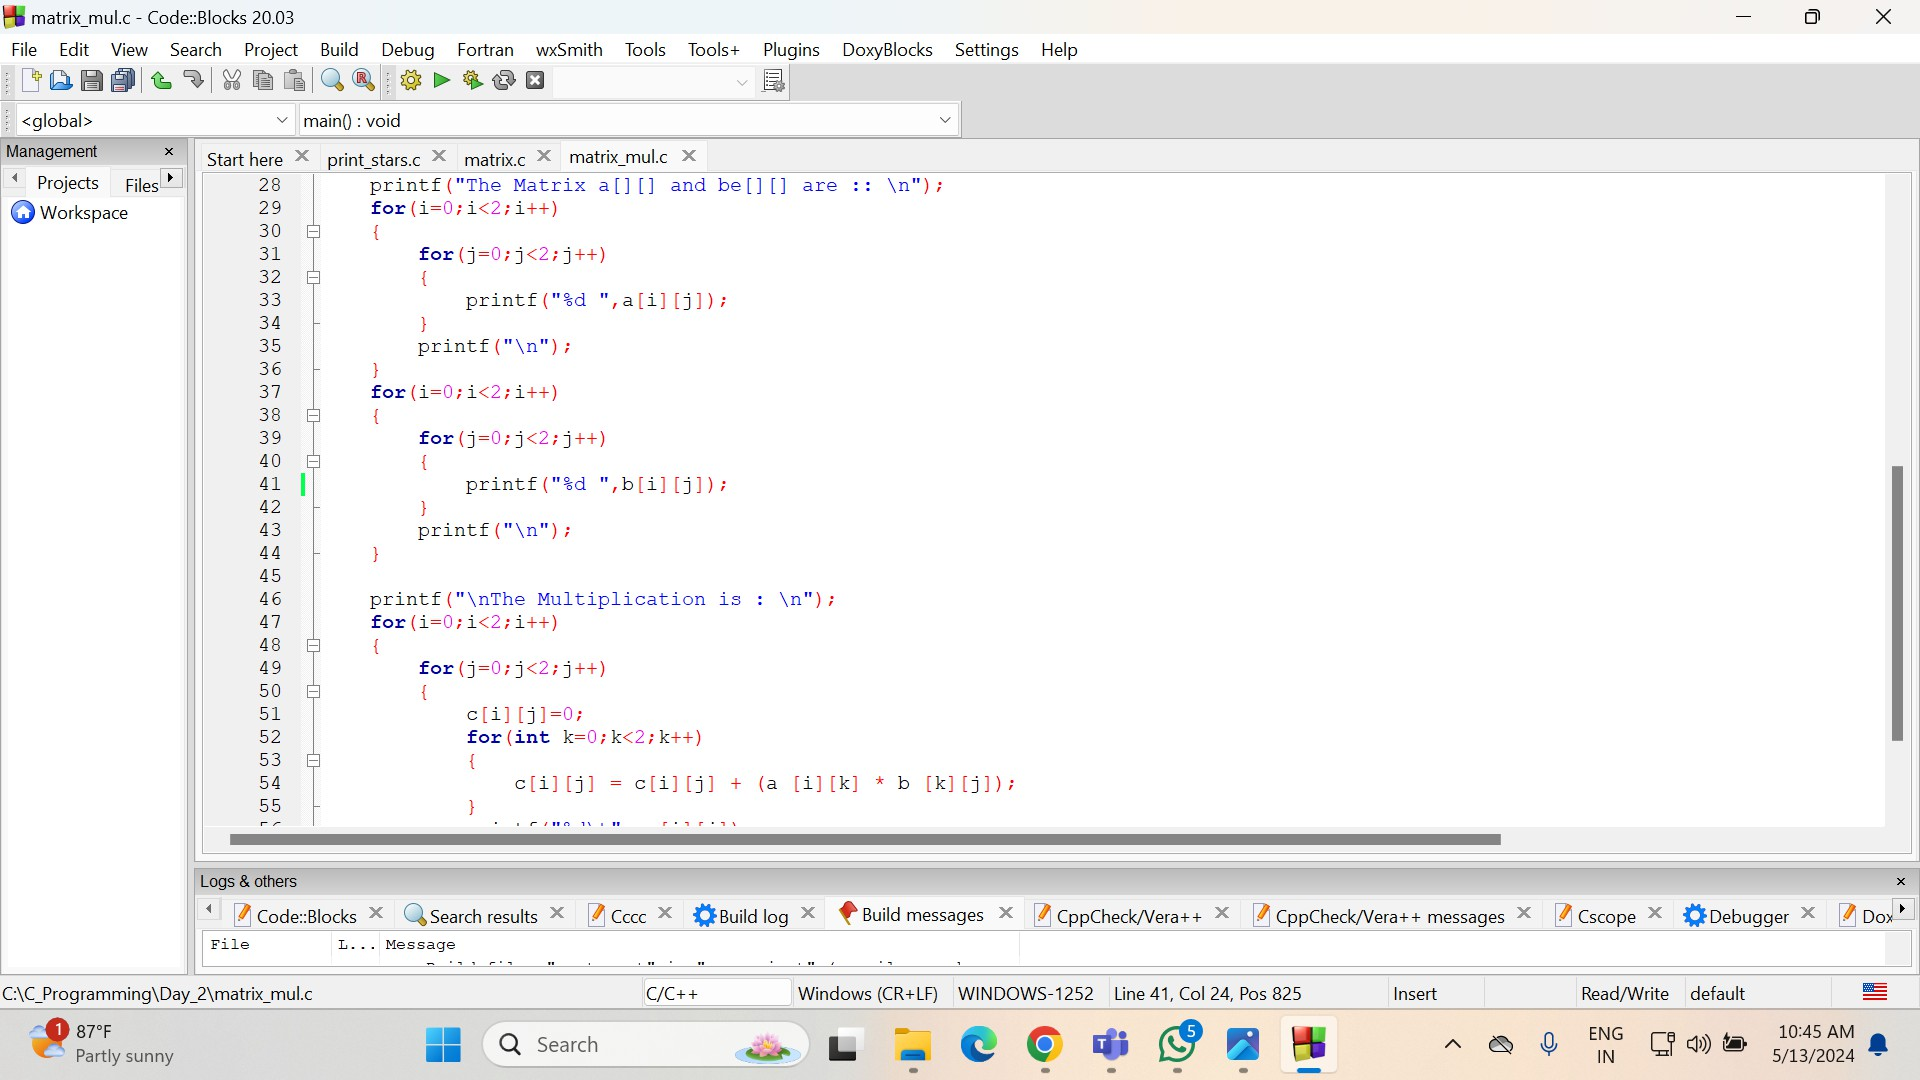 matrix_mul.c - Code::Blocks 20.03
File Edit View Search Project Build Debug Fortran wxSmith Tools Tools+ Plugins DoxyBlocks Settings Help
<global> main() : void
Management
Projects Files
Workspace
Start here print_stars.c matrix.c matrix_mul.c
28 printf("The Matrix a[][] and be[][] are :: \n");
29 for(i=0;i<2;i++)
30 {
31 for(j=0;j<2;j++)
32 {
33 printf("%d ",a[i][j]);
34 }
35 printf("\n");
36 }
37 for(i=0;i<2;i++)
38 {
39 for(j=0;j<2;j++)
40 {
41 printf("%d ",b[i][j]);
42 }
43 printf("\n");
44 }
45
46 printf("\nThe Multiplication is : \n");
47 for(i=0;i<2;i++)
48 {
49 for(j=0;j<2;j++)
50 {
51 c[i][j]=0;
52 for(int k=0;k<2;k++)
53 {
54 c[i][j] = c[i][j] + (a [i][k] * b [k][j]);
55 }
Logs & others
Code::Blocks Search results Cccc Build log Build messages CppCheck/Vera++ CppCheck/Vera++ messages Cscope Debugger Dox
File L... Message
C:\C_Programming\Day_2\matrix_mul.c C/C++ Windows (CR+LF) WINDOWS-1252 Line 41, Col 24, Pos 825 Insert Read/Write default
1 87°F
Partly sunny
Search
5
ENG
IN
10:45 AM
5/13/2024